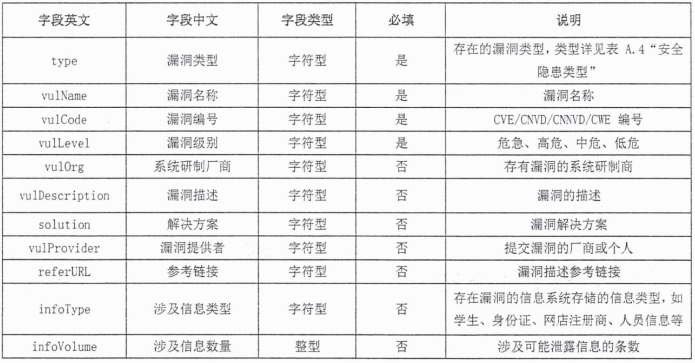 字段英文 字段中文 字段类型 必填 说明
type 漏洞类型 字符型 是 存在的漏洞类型,类型详见表 A.4“安全
隐患类型”
vulName 漏洞名称 字符型 是 漏洞名称
vulCode 漏洞编号 字符型 是 CVE/CNVD/CNNVD/CWE 编号
vulLevel 漏洞级别 字符型 是 危急、高危、中危、低危
vulOrg 系统研制厂商 字符型 否 存有漏洞的系统研制商
vulDescription 漏洞描述 字符型 否 漏洞的描述
solution 解决方案 字符型 否 漏洞解决方案
vulProvider 漏洞提供者 字符型 否 提交漏洞的厂商或个人
referURL 参考链接 字符型 否 漏洞描述参考链接
infoType 涉及信息类型 字符型 否 存在漏洞的信息系统存储的信息类型,如
学生、身份证、网店注册商、人员信息等
infoVolume 涉及信息数量 整型 否 涉及可能泄露信息的条数